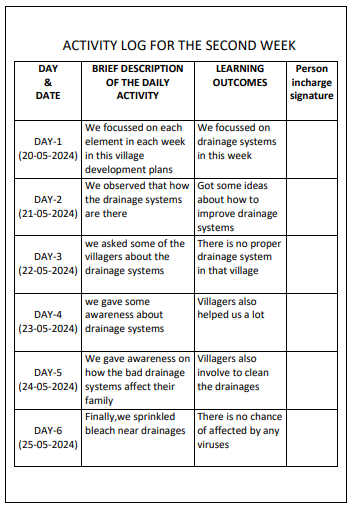 ACTIVITY LOG FOR THE SECOND WEEK
DAY
&
DATE
BRIEF DESCRIPTION
OF THE DAILY
ACTIVITY
LEARNING
OUTCOMES
Person
incharge
signature
DAY-1
(20-05-2024)
We focussed on each
element in each week
in this village
development plans
We focussed on
drainage systems
in this week
DAY-2
(21-05-2024)
We observed that how
the drainage systems
are there
Got some ideas
about how to
improve drainage
systems
DAY-3
(22-05-2024)
we asked some of the
villagers about the
drainage systems
There is no proper
drainage system
in that village
DAY-4
(23-05-2024)
we gave some
awareness about
drainage systems
Villagers also
helped us a lot
DAY-5
(24-05-2024)
We gave awareness on
how the bad drainage
systems affect their
family
Villagers also
involve to clean
the drainages
DAY-6
(25-05-2024)
Finally,we sprinkled
bleach near drainages
There is no chance
of affected by any
viruses